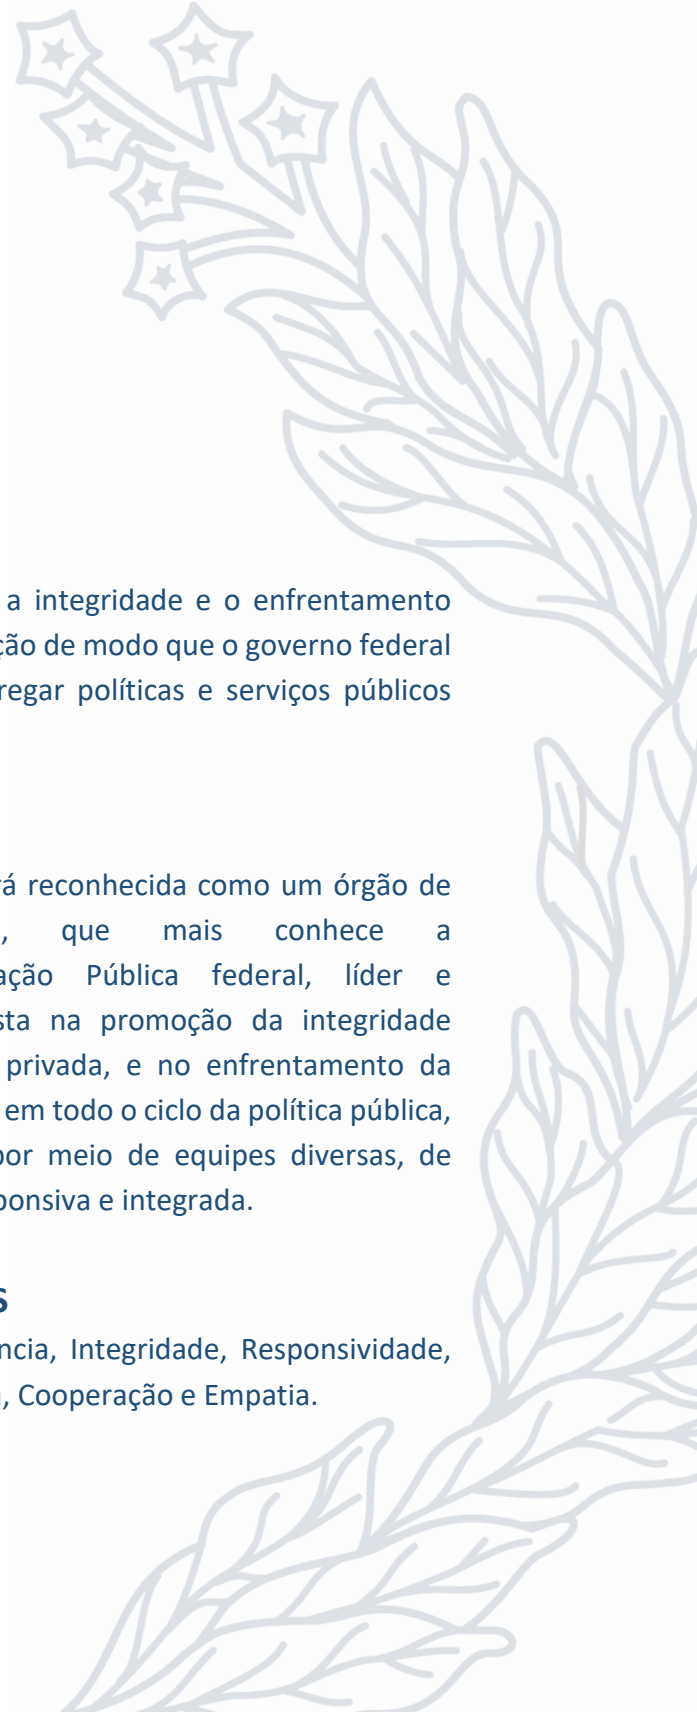 a integridade e o enfrentamento
ção de modo que o governo federal
regar políticas e serviços públicos
rá reconhecida como um órgão de
, que mais conhece a
ação Pública federal, líder e
sta na promoção da integridade
privada, e no enfrentamento da
em todo o ciclo da política pública,
por meio de equipes diversas, de
ponsiva e integrada.
S
ncia, Integridade, Responsividade,
, Cooperação e Empatia.